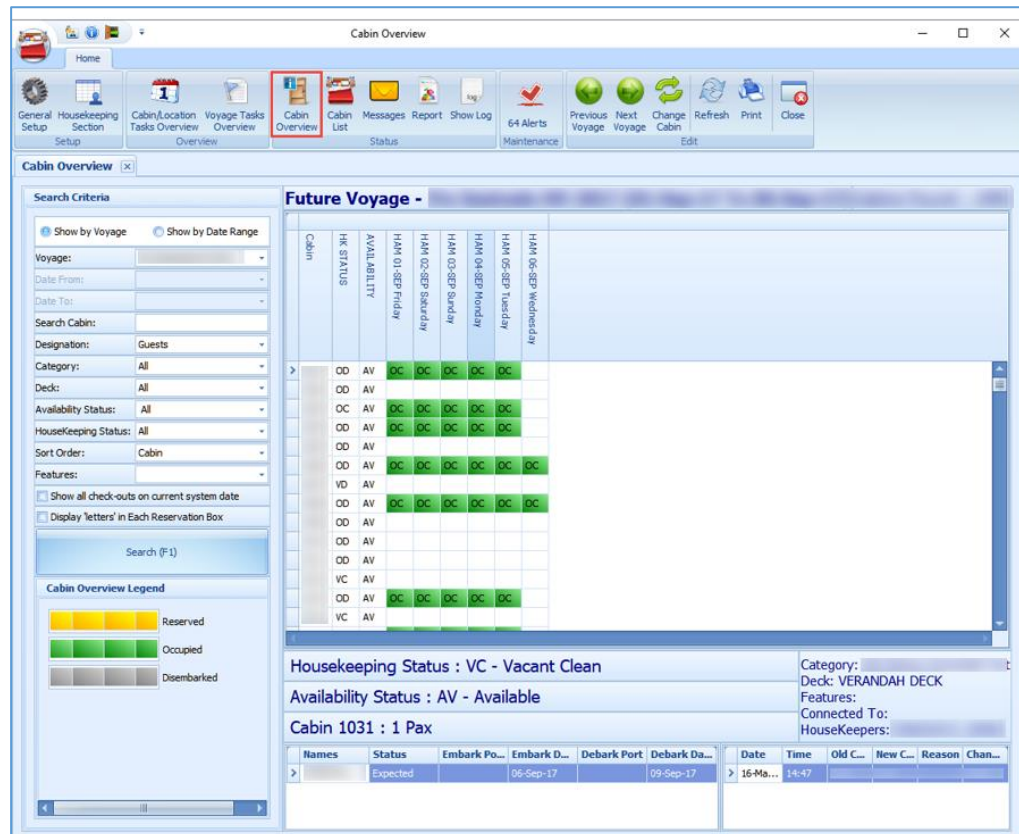 Cabin Overview
Home
General Setup
Housekeeping Section
Cabin/Location Tasks Overview
Voyage Tasks Overview
Cabin Overview
Cabin List
Messages
Report
Show Log
64 Alerts
Previous Voyage
Next Voyage
Change Cabin
Refresh
Print
Close
Setup
Overview
Status
Maintenance
Edit
Cabin Overview
Search Criteria
Show by Voyage
Show by Date Range
Voyage:
Date From:
Date To:
Search Cabin:
Designation: Guests
Category: All
Deck: All
Availability Status: All
HouseKeeping Status: All
Sort Order: Cabin
Features:
Show all check-outs on current system date
Display 'letters' in Each Reservation Box
Search (F1)
Cabin Overview Legend
Reserved
Occupied
Disembarked
Future Voyage -
Cabin
HK STATUS
AVAILABILITY
HAM 01-SEP Friday
HAM 02-SEP Saturday
HAM 03-SEP Sunday
HAM 04-SEP Monday
HAM 05-SEP Tuesday
HAM 06-SEP Wednesday
OD AV OC OC OC OC OC
OD AV
OC AV OC OC OC OC OC
OD AV OC OC OC OC OC
OD AV
OD AV OC OC OC OC OC OC
VD AV
OD AV OC OC OC OC OC OC
OD AV
OD AV
OD AV
VC AV
OD AV OC OC OC OC OC
VC AV
Housekeeping Status : VC - Vacant Clean
Availability Status : AV - Available
Cabin 1031 : 1 Pax
Category:
Deck: VERANDAH DECK
Features:
Connected To:
HouseKeepers:
Names Status Embark Po... Embark D... Debark Port Debark Da...
Expected 06-Sep-17 09-Sep-17
Date Time Old C... New C... Reason Chan...
16-Ma... 14:47